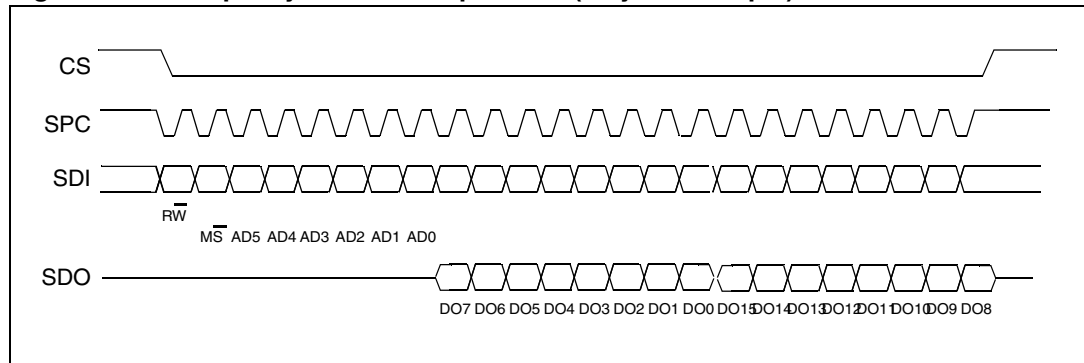 CS
SPC
SDI
RW̅
MS̅ AD5 AD4 AD3 AD2 AD1 AD0
SDO
DO7 DO6 DO5 DO4 DO3 DO2 DO1 DO0 DO15 DO14 DO13 DO12 DO11 DO10 DO9 DO8